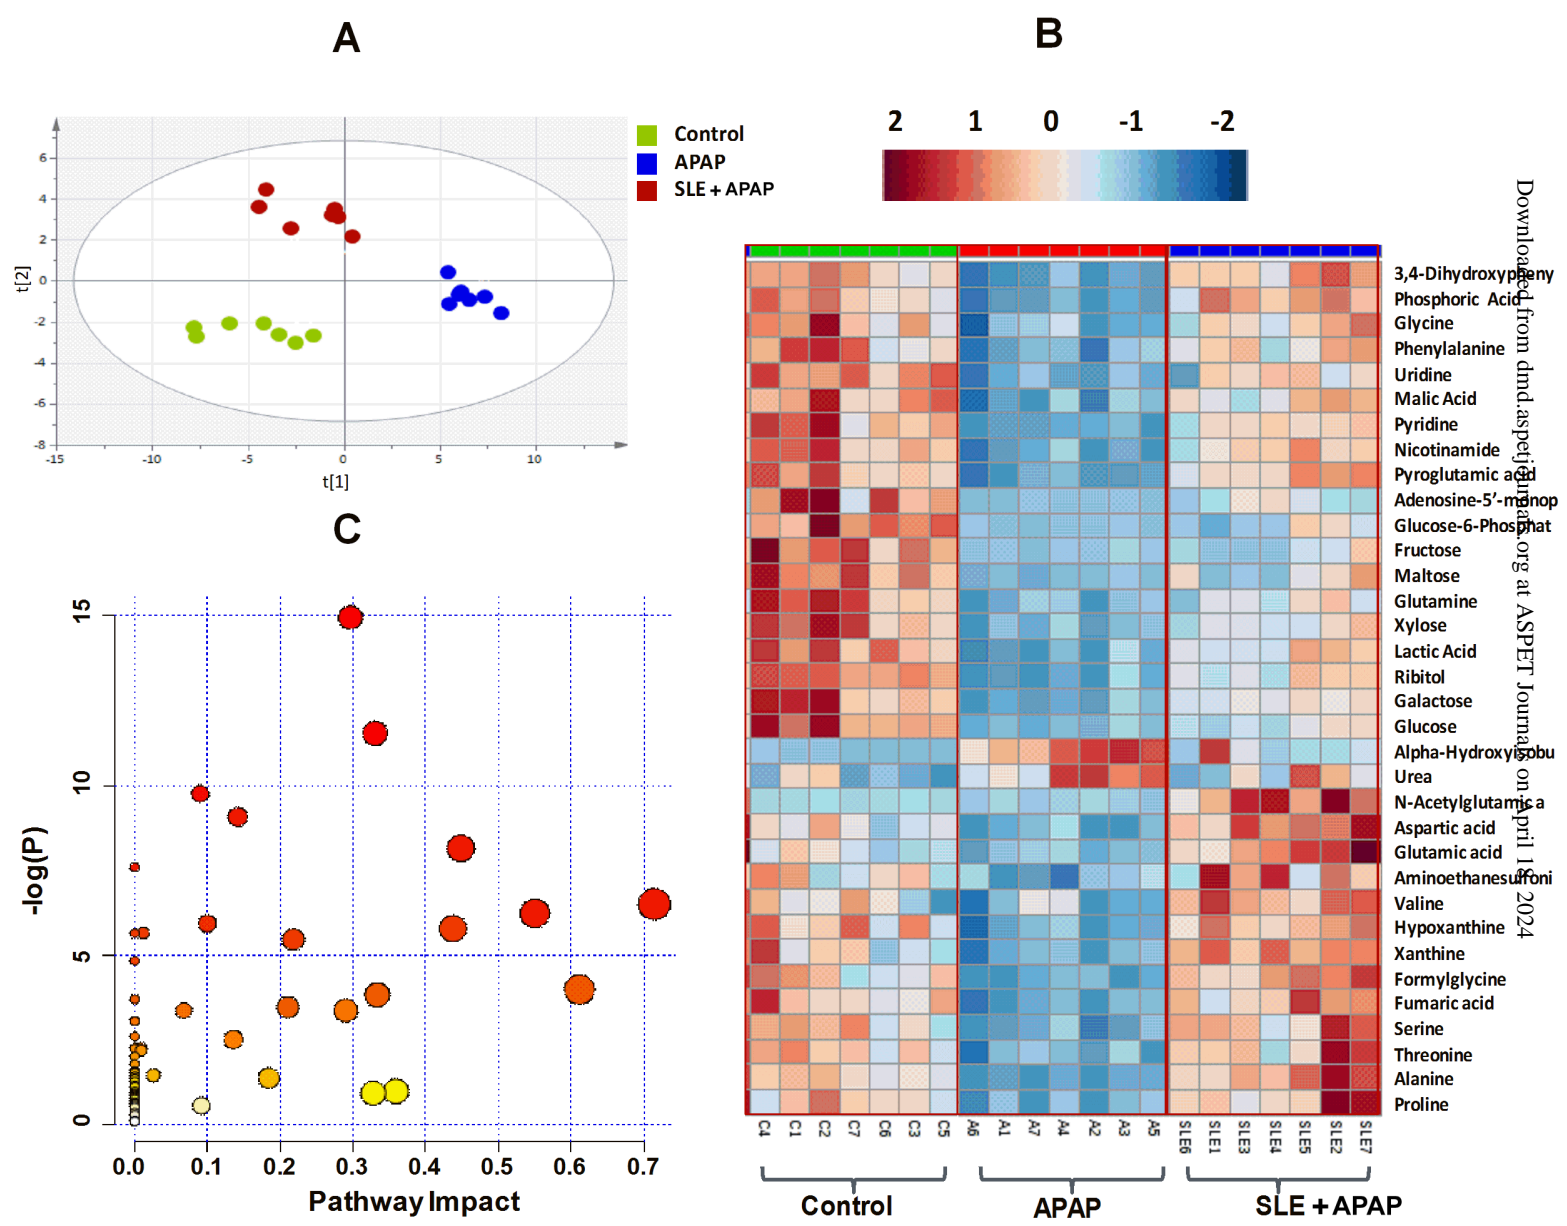 A
B
Control
APAP
SLE + APAP
2 1 0 -1 -2
6
4
2
0
-2
-4
-6
-8
t[2]
-15 -10 -5 0 5 10
t[1]
C
15
10
5
0
-log(P)
0.0 0.1 0.2 0.3 0.4 0.5 0.6 0.7
Pathway Impact
3,4-Dihydroxypheny
Phosphoric Acid
Glycine
Phenylalanine
Uridine
Malic Acid
Pyridine
Nicotinamide
Pyroglutamic acid
Adenosine-5'-monop
Glucose-6-Phosphat
Fructose
Maltose
Glutamine
Xylose
Lactic Acid
Ribitol
Galactose
Glucose
Alpha-Hydroxyisobu
Urea
N-Acetylglutamic a
Aspartic acid
Glutamic acid
Aminoethanesulfoni
Valine
Hypoxanthine
Xanthine
Formylglycine
Fumaric acid
Serine
Threonine
Alanine
Proline
C4 C1 C2 C7 C6 C3 C5 A6 A1 A7 A4 A2 A3 A5 SLE6 SLE1 SLE3 SLE4 SLE5 SLE2 SLE7
Control APAP SLE + APAP
Downloaded from dmd.aspetjournals.org at ASPET Journals on April 18, 2024